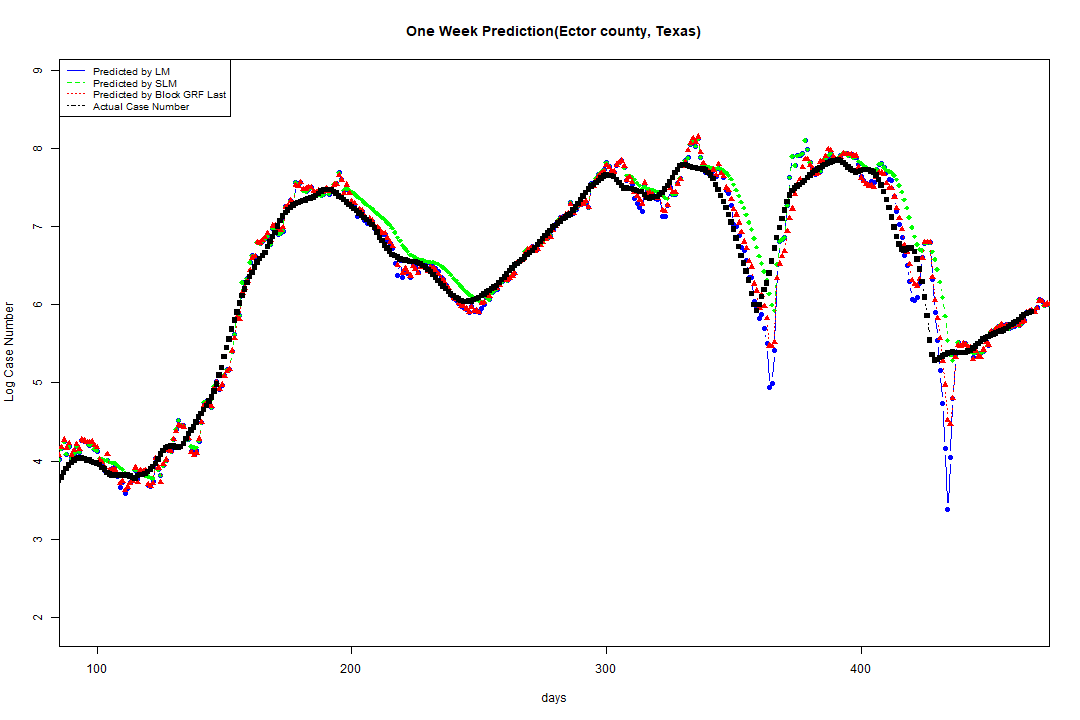 One Week Prediction(Ector county, Texas)
Predicted by LM
Predicted by SLM
Predicted by Block GRF Last
Actual Case Number
9
8
7
6
5
4
3
2
Log Case Number
100
200
300
400
days